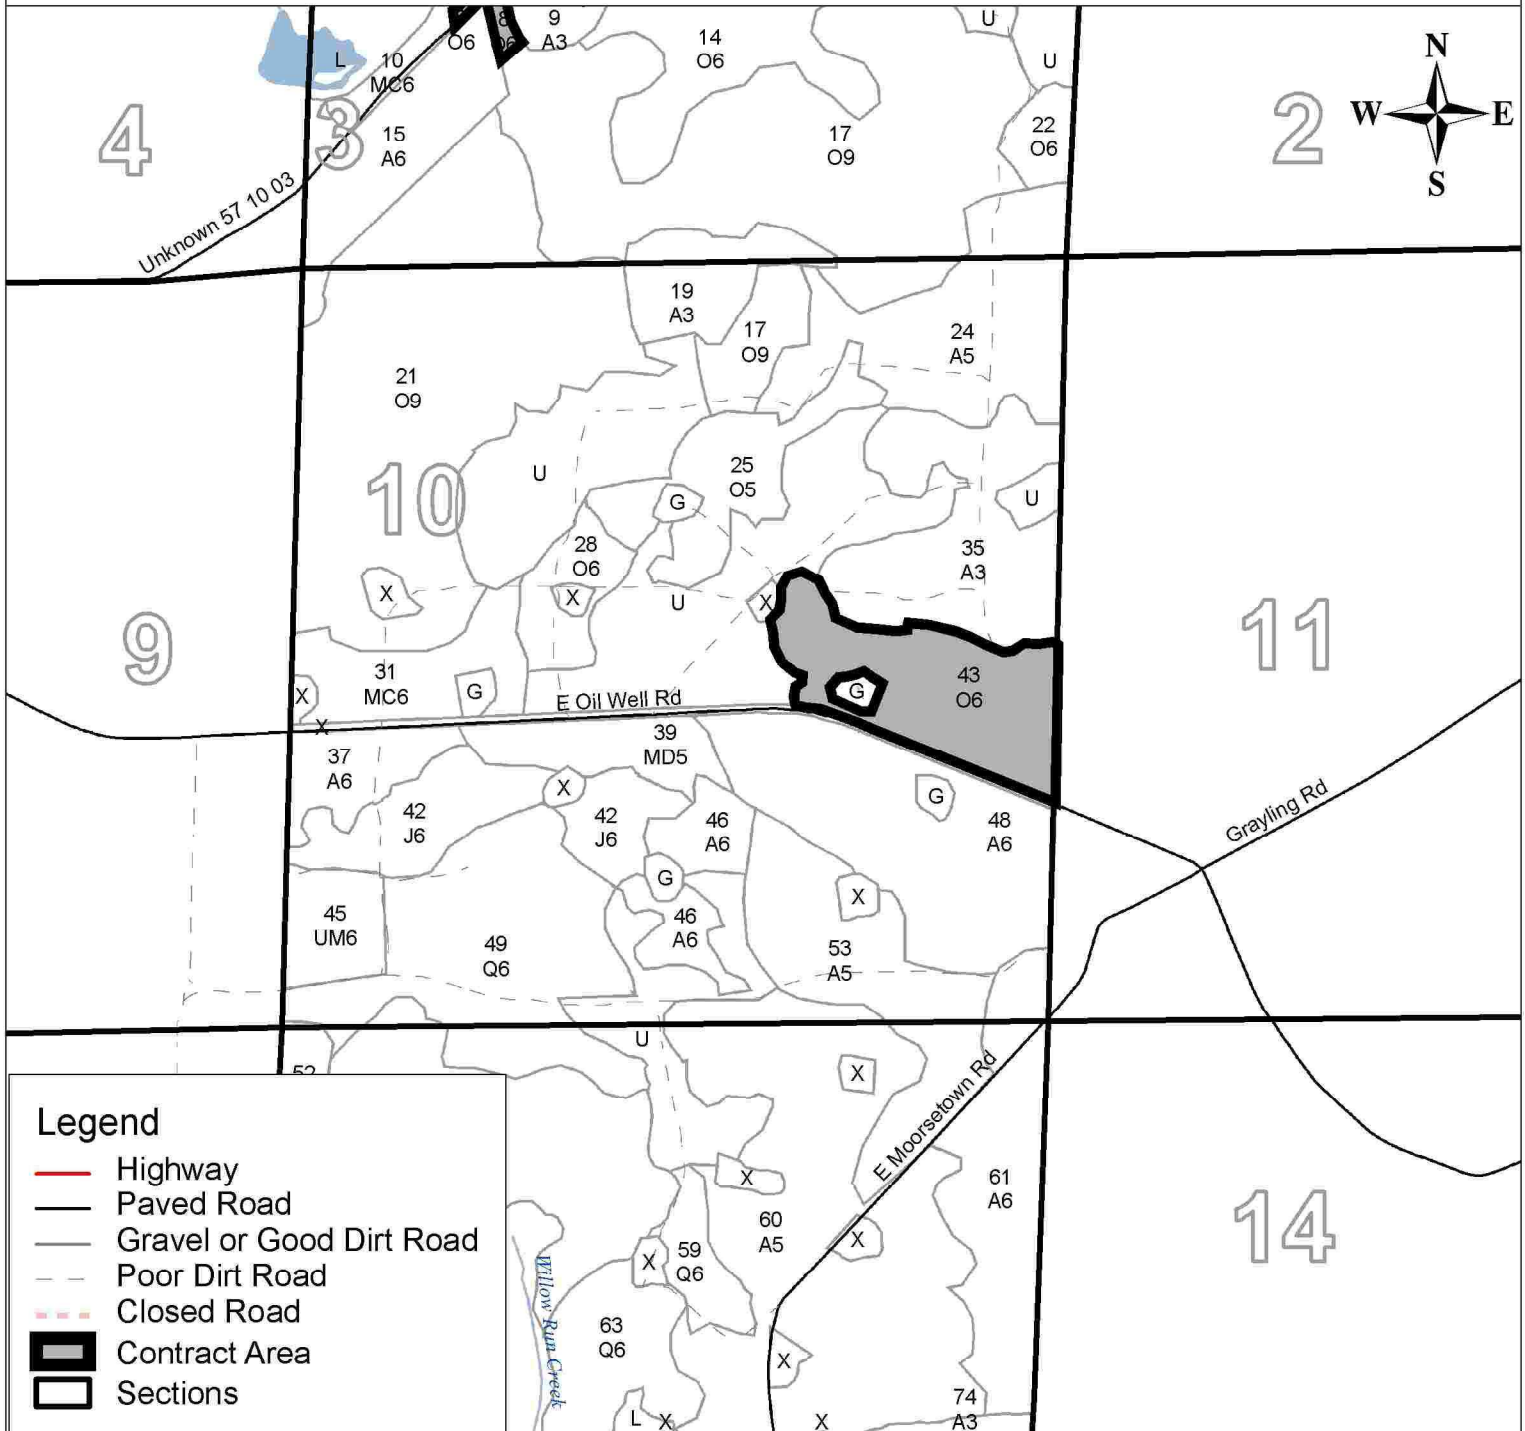 8
O6
O6
9
A3
14
O6
U
U
L
10
MC6
3
15
A6
4
17
O9
22
O6
2
N
W
E
S
Unknown 57 10 03
19
A3
17
O9
24
A5
21
O9
10
U
25
O5
G
U
28
O6
35
A3
X
X
U
X
9
11
31
MC6
X
G
G
43
O6
E Oil Well Rd
X
39
MD5
37
A6
X
G
42
J6
42
J6
46
A6
48
A6
Grayling Rd
G
X
45
UM6
46
A6
49
Q6
53
A5
U
52
X
E Moorsetown Rd
X
61
A6
14
60
A5
X
59
Q6
X
Willow Run Creek
63
Q6
X
L
X
X
74
A3
Legend
Highway
Paved Road
Gravel or Good Dirt Road
Poor Dirt Road
Closed Road
Contract Area
Sections